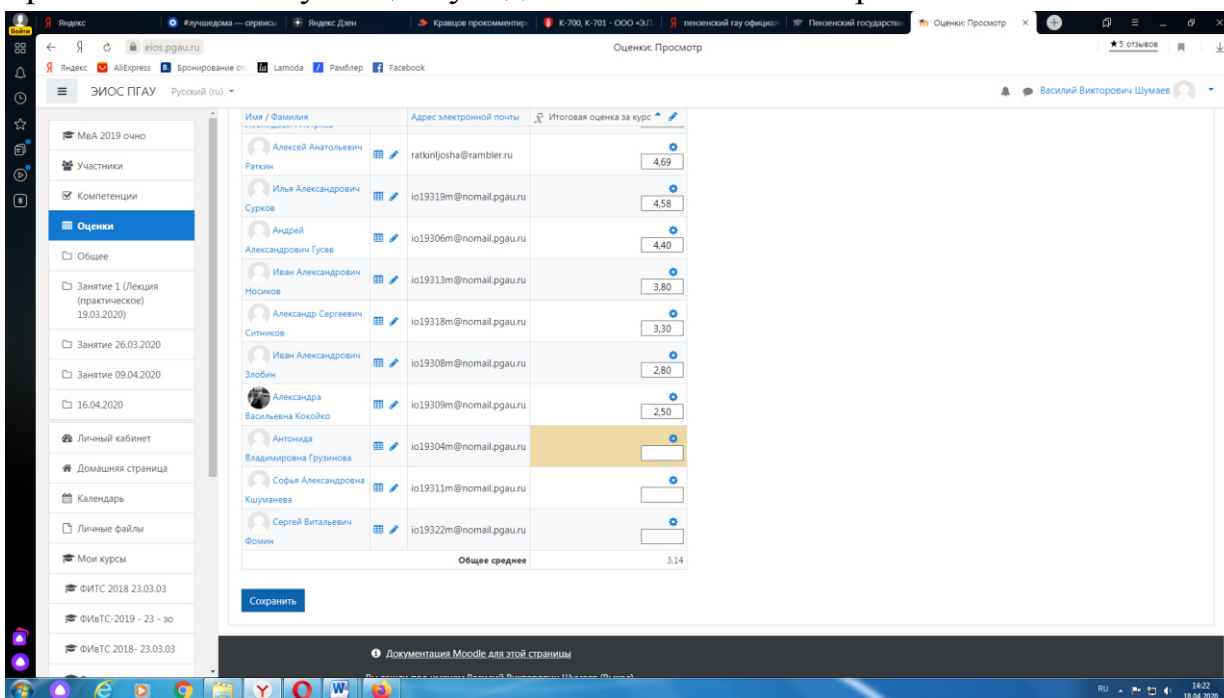 Яндекс
#лучшедома — сервисы
Яндекс Дзен
Кравцов прокомментир
К-700, К-701 - ООО «ЭЛ
пензенский гау официал
Пензенский государстве
Оценки: Просмотр
Войти
eios.pgau.ru
Оценки: Просмотр
★5 отзывов
Яндекс
AliExpress
Бронирование от
Lamoda
Рамблер
Facebook
ЭИОС ПГАУ
Русский (ru)
Василий Викторович Шумаев
МвА 2019 очно
Участники
Компетенции
Оценки
Общее
Занятие 1 (Лекция
(практическое)
19.03.2020)
Занятие 26.03.2020
Занятие 09.04.2020
16.04.2020
Личный кабинет
Домашняя страница
Календарь
Личные файлы
Мои курсы
ФИТС 2018 23.03.03
ФИвТС-2019 - 23 - зо
ФИвТС 2018- 23.03.03
Имя / Фамилия
Адрес электронной почты
Итоговая оценка за курс
Алексей Анатольевич
Раткин
ratkinljosha@rambler.ru
4,69
Илья Александрович
Сурков
io19319m@nomail.pgau.ru
4,58
Андрей
Александрович Гусев
io19306m@nomail.pgau.ru
4,40
Иван Александрович
Носиков
io19313m@nomail.pgau.ru
3,80
Александр Сергеевич
Ситников
io19318m@nomail.pgau.ru
3,30
Иван Александрович
Злобин
io19308m@nomail.pgau.ru
2,80
Александра
Васильевна Кокойко
io19309m@nomail.pgau.ru
2,50
Антонида
Владимировна Грузинова
io19304m@nomail.pgau.ru
Софья Александровна
Кшуманева
io19311m@nomail.pgau.ru
Сергей Витальевич
Фомин
io19322m@nomail.pgau.ru
Общее среднее
3,14
Сохранить
Документация Moodle для этой страницы
RU
14:22
18.04.2020